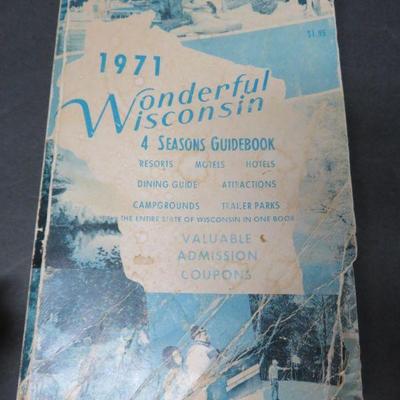 $1.95
1971
Wonderful
Wisconsin
4 SEASONS GUIDEBOOK
RESORTS MOTELS HOTELS
DINING GUIDE ATTRACTIONS
CAMPGROUNDS TRAILER PARKS
THE ENTIRE STATE OF WISCONSIN IN ONE BOOK
VALUABLE
ADMISSION
COUPONS